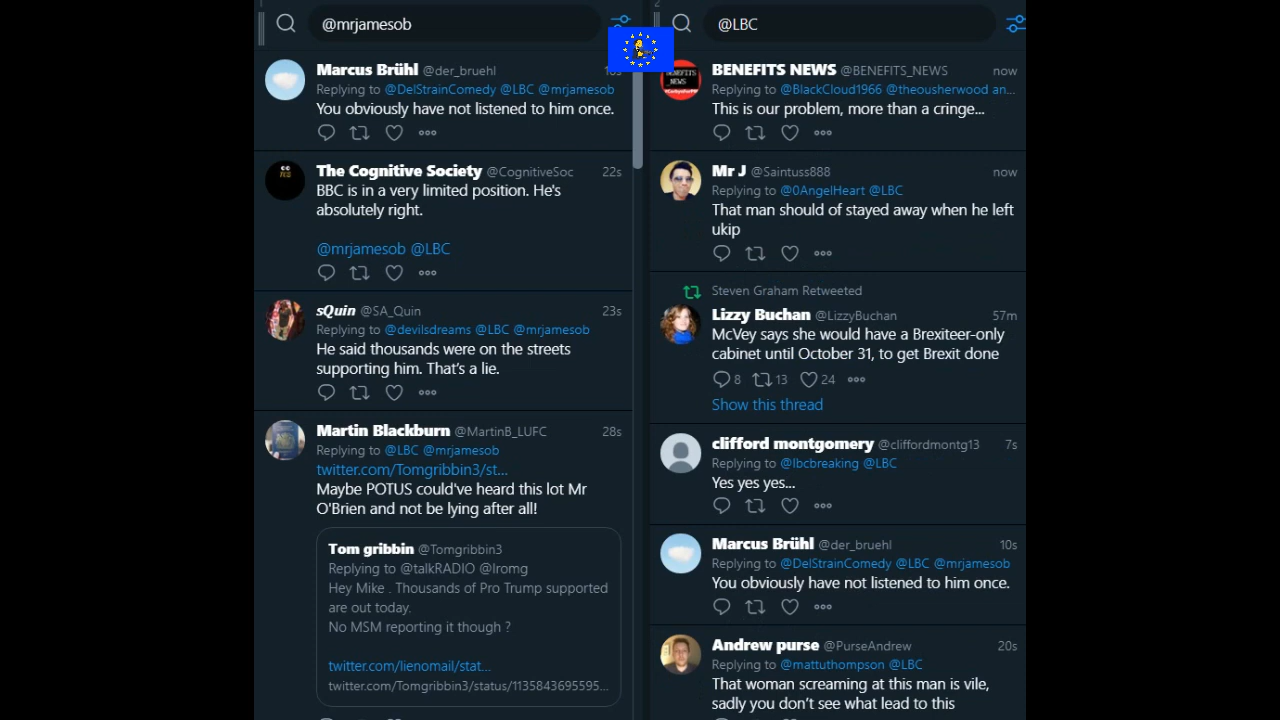 1
@mrjamesob
Marcus Brühl @der_bruehl
Replying to @DelStrainComedy @LBC @mrjamesob
You obviously have not listened to him once.
The Cognitive Society @CognitiveSoc 22s
BBC is in a very limited position. He's
absolutely right.
@mrjamesob @LBC
sQuin @SA_Quin 23s
Replying to @devilsdreams @LBC @mrjamesob
He said thousands were on the streets
supporting him. That's a lie.
Martin Blackburn @MartinB_LUFC 28s
Replying to @LBC @mrjamesob
twitter.com/Tomgribbin3/st...
Maybe POTUS could've heard this lot Mr
O'Brien and not be lying after all!
Tom gribbin @Tomgribbin3
Replying to @talkRADIO @Iromg
Hey Mike . Thousands of Pro Trump supported
are out today.
No MSM reporting it though ?
twitter.com/lienomail/stat...
twitter.com/Tomgribbin3/status/1135843695595...
2
@LBC
BENEFITS NEWS @BENEFITS_NEWS now
Replying to @BlackCloud1966 @theousherwood an...
This is our problem, more than a cringe...
Mr J @Saintuss888 now
Replying to @0AngelHeart @LBC
That man should of stayed away when he left
ukip
Steven Graham Retweeted
Lizzy Buchan @LizzyBuchan 57m
McVey says she would have a Brexiteer-only
cabinet until October 31, to get Brexit done
8 13 24
Show this thread
clifford montgomery @cliffordmontg13 7s
Replying to @lbcbreaking @LBC
Yes yes yes...
Marcus Brühl @der_bruehl 10s
Replying to @DelStrainComedy @LBC @mrjamesob
You obviously have not listened to him once.
Andrew purse @PurseAndrew 20s
Replying to @mattuthompson @LBC
That woman screaming at this man is vile,
sadly you don't see what lead to this